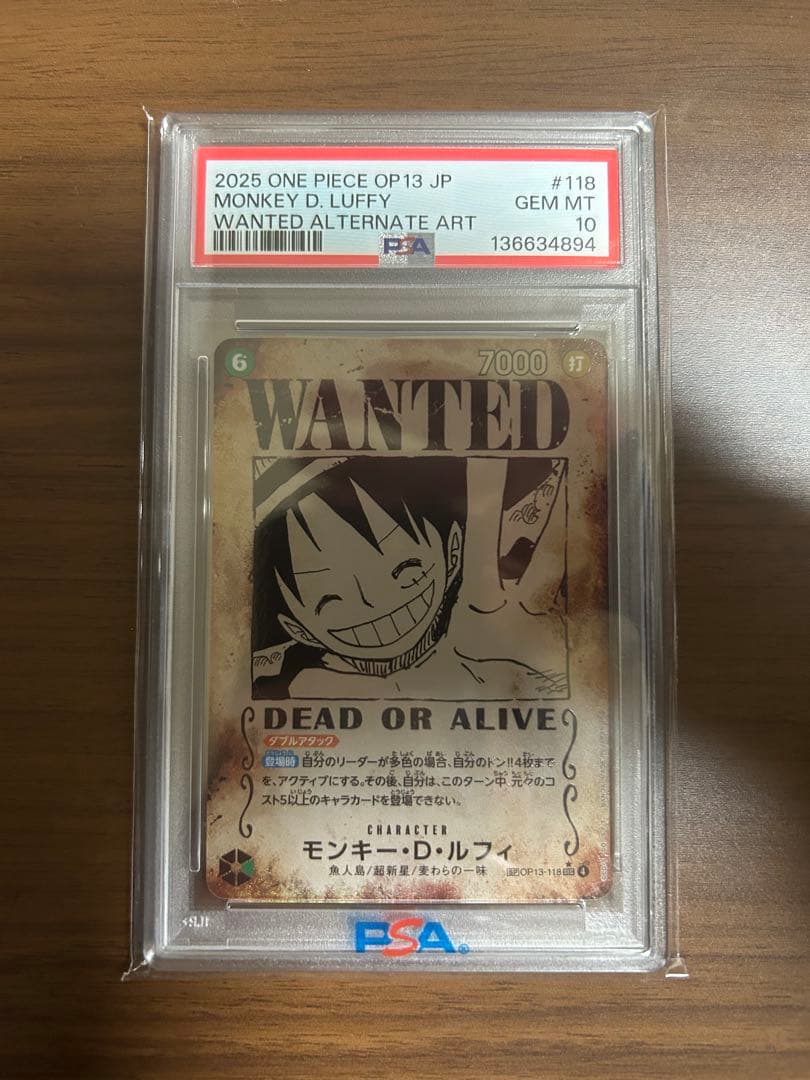 2025 ONE PIECE OP13 JP #118
MONKEY D. LUFFY GEM MT
WANTED ALTERNATE ART 10
PSA 136634894
6 7000 打
WANTED
DEAD OR ALIVE
ダブルアタック
登場時 自分のリーダーが多色の場合、自分のドン!!4枚まで
を、アクティブにする。その後、自分は、このターン中、元々のコ
スト5以上のキャラカードを登場できない。
CHARACTER
モンキー・D・ルフィ
魚人島/超新星/麦わらの一味
OP13-118 4
PSA®